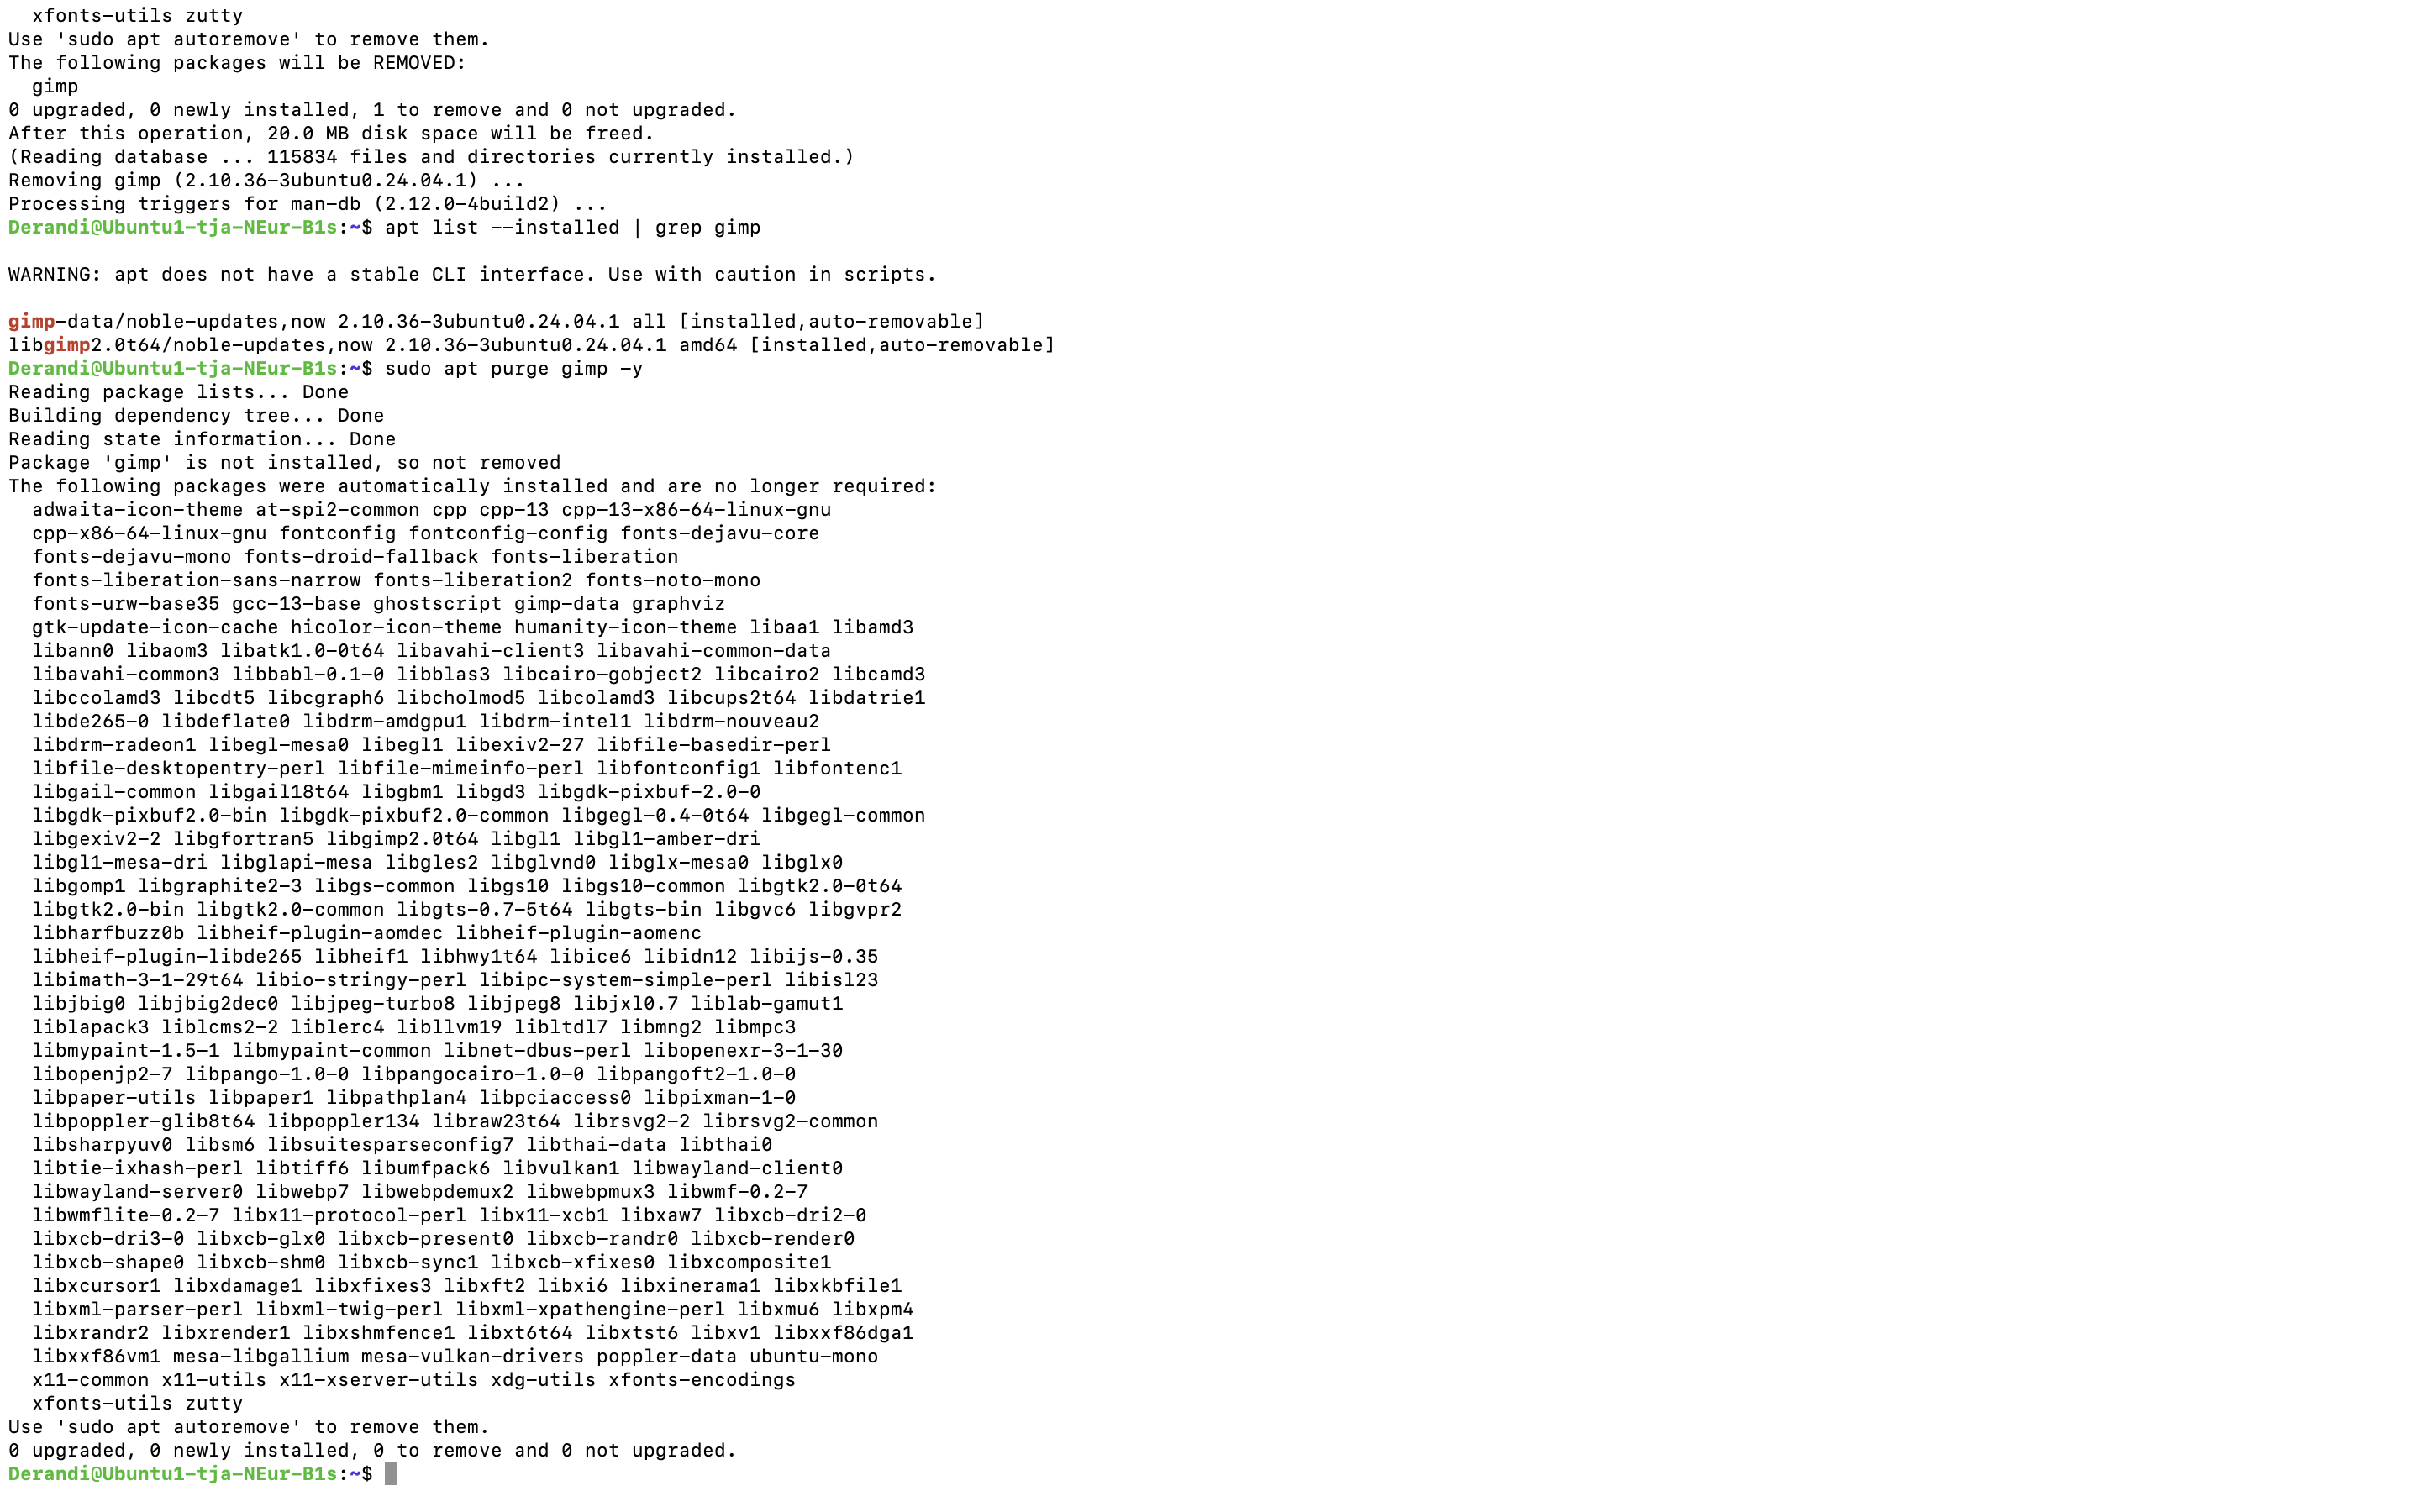 xfonts-utils zutty
Use 'sudo apt autoremove' to remove them.
The following packages will be REMOVED:
  gimp
0 upgraded, 0 newly installed, 1 to remove and 0 not upgraded.
After this operation, 20.0 MB disk space will be freed.
(Reading database ... 115834 files and directories currently installed.)
Removing gimp (2.10.36-3ubuntu0.24.04.1) ...
Processing triggers for man-db (2.12.0-4build2) ...
Derandi@Ubuntu1-tja-NEur-B1s:~$ apt list --installed | grep gimp

WARNING: apt does not have a stable CLI interface. Use with caution in scripts.

gimp-data/noble-updates,now 2.10.36-3ubuntu0.24.04.1 all [installed,auto-removable]
libgimp2.0t64/noble-updates,now 2.10.36-3ubuntu0.24.04.1 amd64 [installed,auto-removable]
Derandi@Ubuntu1-tja-NEur-B1s:~$ sudo apt purge gimp -y
Reading package lists... Done
Building dependency tree... Done
Reading state information... Done
Package 'gimp' is not installed, so not removed
The following packages were automatically installed and are no longer required:
  adwaita-icon-theme at-spi2-common cpp cpp-13 cpp-13-x86-64-linux-gnu
  cpp-x86-64-linux-gnu fontconfig fontconfig-config fonts-dejavu-core
  fonts-dejavu-mono fonts-droid-fallback fonts-liberation
  fonts-liberation-sans-narrow fonts-liberation2 fonts-noto-mono
  fonts-urw-base35 gcc-13-base ghostscript gimp-data graphviz
  gtk-update-icon-cache hicolor-icon-theme humanity-icon-theme libaa1 libamd3
  libann0 libaom3 libatk1.0-0t64 libavahi-client3 libavahi-common-data
  libavahi-common3 libbabl-0.1-0 libblas3 libcairo-gobject2 libcairo2 libcamd3
  libccolamd3 libcdt5 libcgraph6 libcholmod5 libcolamd3 libcups2t64 libdatrie1
  libde265-0 libdeflate0 libdrm-amdgpu1 libdrm-intel1 libdrm-nouveau2
  libdrm-radeon1 libegl-mesa0 libegl1 libexiv2-27 libfile-basedir-perl
  libfile-desktopentry-perl libfile-mimeinfo-perl libfontconfig1 libfontenc1
  libgail-common libgail18t64 libgbm1 libgd3 libgdk-pixbuf-2.0-0
  libgdk-pixbuf2.0-bin libgdk-pixbuf2.0-common libgegl-0.4-0t64 libgegl-common
  libgexiv2-2 libgfortran5 libgimp2.0t64 libgl1 libgl1-amber-dri
  libgl1-mesa-dri libglapi-mesa libgles2 libglvnd0 libglx-mesa0 libglx0
  libgomp1 libgraphite2-3 libgs-common libgs10 libgs10-common libgtk2.0-0t64
  libgtk2.0-bin libgtk2.0-common libgts-0.7-5t64 libgts-bin libgvc6 libgvpr2
  libharfbuzz0b libheif-plugin-aomdec libheif-plugin-aomenc
  libheif-plugin-libde265 libheif1 libhwy1t64 libice6 libidn12 libijs-0.35
  libimath-3-1-29t64 libio-stringy-perl libipc-system-simple-perl libisl23
  libjbig0 libjbig2dec0 libjpeg-turbo8 libjpeg8 libjxl0.7 liblab-gamut1
  liblapack3 liblcms2-2 liblerc4 libllvm19 libltdl7 libmng2 libmpc3
  libmypaint-1.5-1 libmypaint-common libnet-dbus-perl libopenexr-3-1-30
  libopenjp2-7 libpango-1.0-0 libpangocairo-1.0-0 libpangoft2-1.0-0
  libpaper-utils libpaper1 libpathplan4 libpciaccess0 libpixman-1-0
  libpoppler-glib8t64 libpoppler134 libraw23t64 librsvg2-2 librsvg2-common
  libsharpyuv0 libsm6 libsuitesparseconfig7 libthai-data libthai0
  libtie-ixhash-perl libtiff6 libumfpack6 libvulkan1 libwayland-client0
  libwayland-server0 libwebp7 libwebpdemux2 libwebpmux3 libwmf-0.2-7
  libwmflite-0.2-7 libx11-protocol-perl libx11-xcb1 libxaw7 libxcb-dri2-0
  libxcb-dri3-0 libxcb-glx0 libxcb-present0 libxcb-randr0 libxcb-render0
  libxcb-shape0 libxcb-shm0 libxcb-sync1 libxcb-xfixes0 libxcomposite1
  libxcursor1 libxdamage1 libxfixes3 libxft2 libxi6 libxinerama1 libxkbfile1
  libxml-parser-perl libxml-twig-perl libxml-xpathengine-perl libxmu6 libxpm4
  libxrandr2 libxrender1 libxshmfence1 libxt6t64 libxtst6 libxv1 libxxf86dga1
  libxxf86vm1 mesa-libgallium mesa-vulkan-drivers poppler-data ubuntu-mono
  x11-common x11-utils x11-xserver-utils xdg-utils xfonts-encodings
  xfonts-utils zutty
Use 'sudo apt autoremove' to remove them.
0 upgraded, 0 newly installed, 0 to remove and 0 not upgraded.
Derandi@Ubuntu1-tja-NEur-B1s:~$